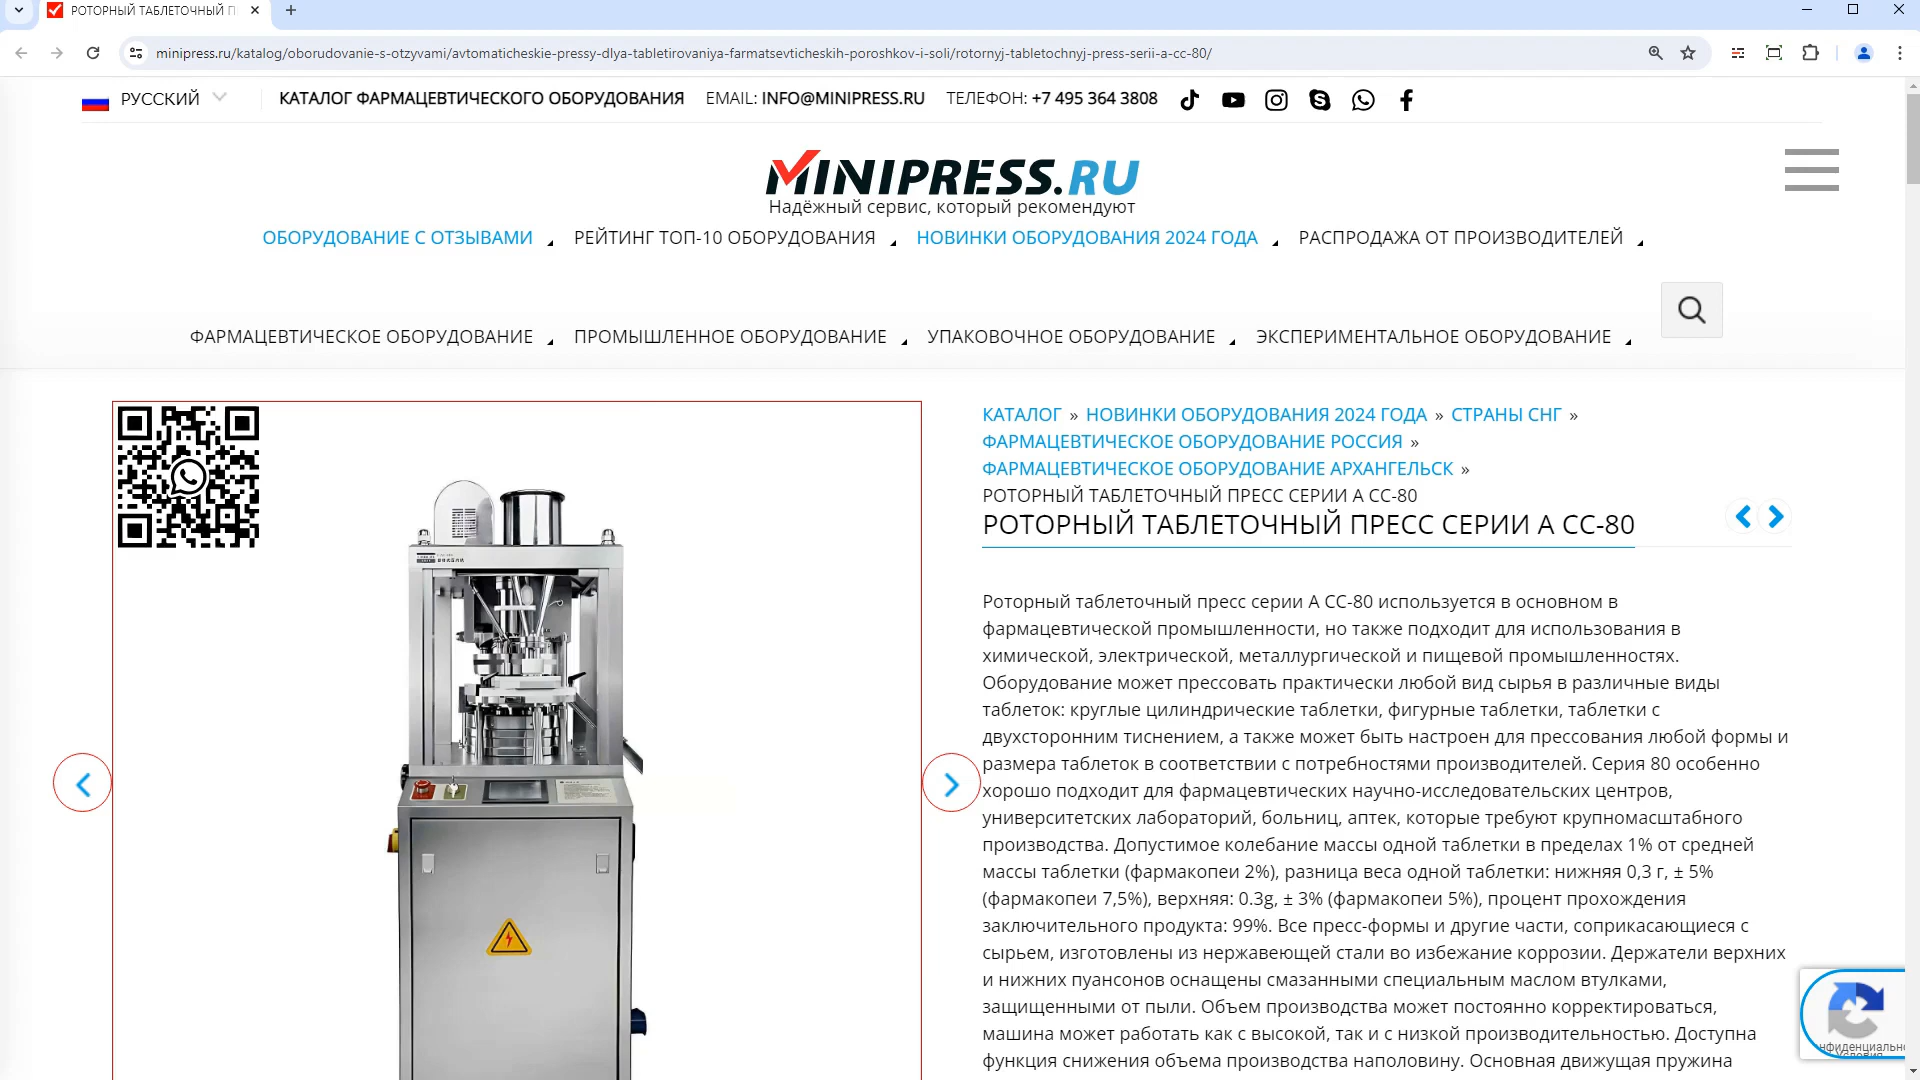 РОТОРНЫЙ ТАБЛЕТОЧНЫЙ П
minipress.ru/katalog/oborudovanie-s-otzyvami/avtomaticheskie-pressy-dlya-tabletirovaniya-farmatsevticheskih-poroshkov-i-soli/rotornyj-tabletochnyj-press-serii-a-cc-80/
РУССКИЙ
КАТАЛОГ ФАРМАЦЕВТИЧЕСКОГО ОБОРУДОВАНИЯ
EMAIL: INFO@MINIPRESS.RU
ТЕЛЕФОН: +7 495 364 3808
MINIPRESS.RU
Надёжный сервис, который рекомендуют
ОБОРУДОВАНИЕ С ОТЗЫВАМИ
РЕЙТИНГ ТОП-10 ОБОРУДОВАНИЯ
НОВИНКИ ОБОРУДОВАНИЯ 2024 ГОДА
РАСПРОДАЖА ОТ ПРОИЗВОДИТЕЛЕЙ
ФАРМАЦЕВТИЧЕСКОЕ ОБОРУДОВАНИЕ
ПРОМЫШЛЕННОЕ ОБОРУДОВАНИЕ
УПАКОВОЧНОЕ ОБОРУДОВАНИЕ
ЭКСПЕРИМЕНТАЛЬНОЕ ОБОРУДОВАНИЕ
КАТАЛОГ » НОВИНКИ ОБОРУДОВАНИЯ 2024 ГОДА » СТРАНЫ СНГ »
ФАРМАЦЕВТИЧЕСКОЕ ОБОРУДОВАНИЕ РОССИЯ »
ФАРМАЦЕВТИЧЕСКОЕ ОБОРУДОВАНИЕ АРХАНГЕЛЬСК »
РОТОРНЫЙ ТАБЛЕТОЧНЫЙ ПРЕСС СЕРИИ А CC-80
РОТОРНЫЙ ТАБЛЕТОЧНЫЙ ПРЕСС СЕРИИ А CC-80
Роторный таблеточный пресс серии А CC-80 используется в основном в
фармацевтической промышленности, но также подходит для использования в
химической, электрической, металлургической и пищевой промышленностях.
Оборудование может прессовать практически любой вид сырья в различные виды
таблеток: круглые цилиндрические таблетки, фигурные таблетки, таблетки с
двухсторонним тиснением, а также может быть настроен для прессования любой формы и
размера таблеток в соответствии с потребностями производителей. Серия 80 особенно
хорошо подходит для фармацевтических научно-исследовательских центров,
университетских лабораторий, больниц, аптек, которые требуют крупномасштабного
производства. Допустимое колебание массы одной таблетки в пределах 1% от средней
массы таблетки (фармакопеи 2%), разница веса одной таблетки: нижняя 0,3 г, ± 5%
(фармакопеи 7,5%), верхняя: 0.3g, ± 3% (фармакопеи 5%), процент прохождения
заключительного продукта: 99%. Все пресс-формы и другие части, соприкасающиеся с
сырьем, изготовлены из нержавеющей стали во избежание коррозии. Держатели верхних
и нижних пуансонов оснащены смазанными специальным маслом втулками,
защищенными от пыли. Объем производства может постоянно корректироваться,
машина может работать как с высокой, так и с низкой производительностью. Доступна
функция снижения объема производства наполовину. Основная движущая пружина
нфиденциально
Условия